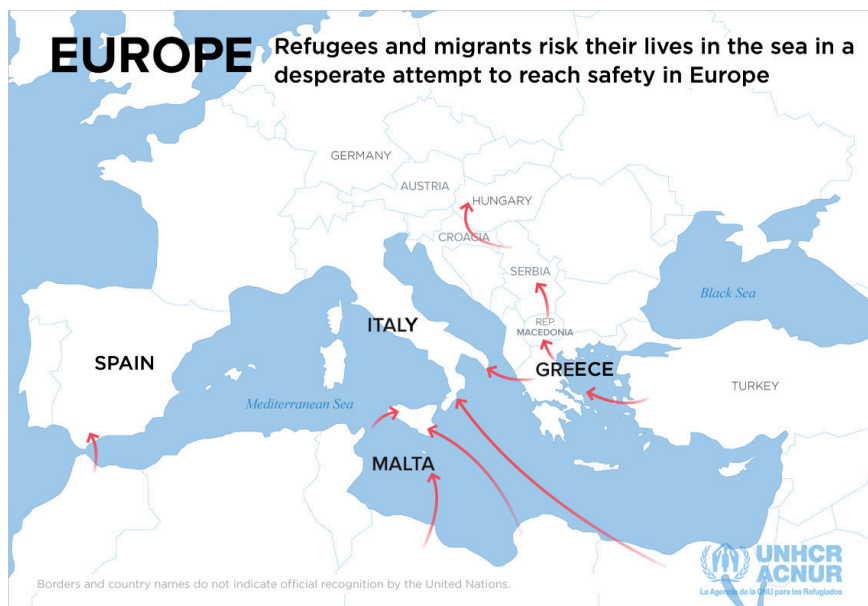 EUROPE
Refugees and migrants risk their lives in the sea in a
desperate attempt to reach safety in Europe
GERMANY
AUSTRIA
HUNGARY
CROACIA
SERBIA
Black Sea
REP.
MACEDONIA
ITALY
SPAIN
GREECE
TURKEY
Mediterranean Sea
MALTA
UNHCR
ACNUR
La Agencia de la ONU para los Refugiados
Borders and country names do not indicate official recognition by the United Nations.